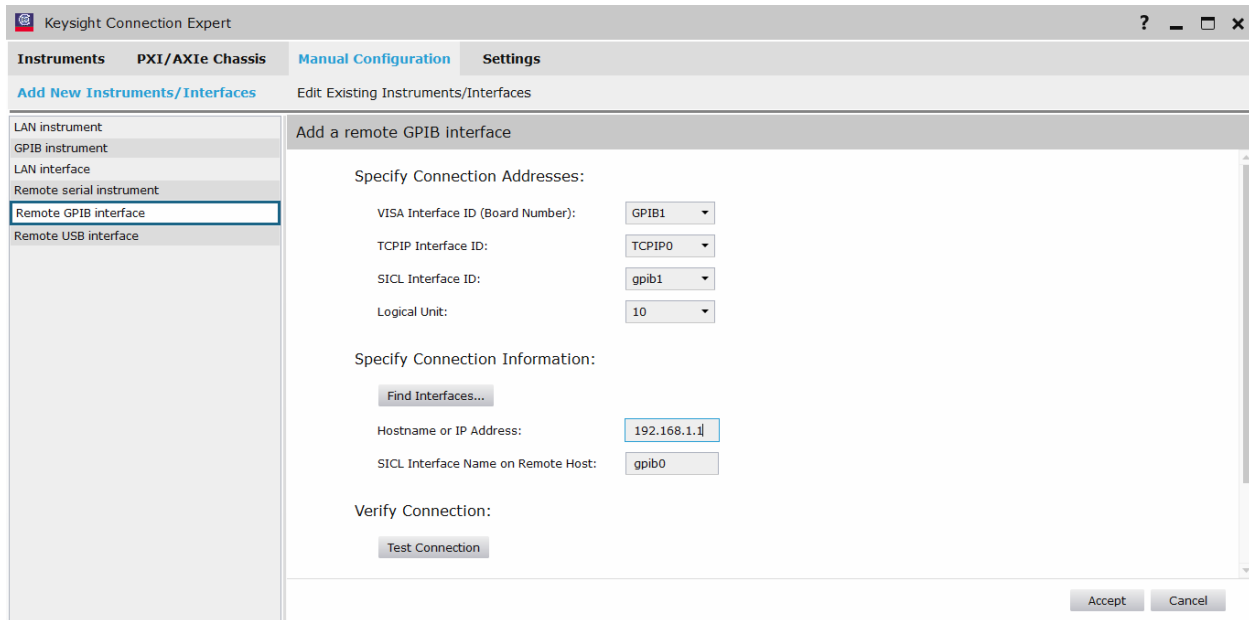 Keysight Connection Expert ?
Instruments PXI/AXIe Chassis Manual Configuration Settings
Add New Instruments/Interfaces Edit Existing Instruments/Interfaces
LAN instrument
GPIB instrument
LAN interface
Remote serial instrument
Remote GPIB interface
Remote USB interface
Add a remote GPIB interface
Specify Connection Addresses:
VISA Interface ID (Board Number): GPIB1
TCPIP Interface ID: TCPIP0
SICL Interface ID: gpib1
Logical Unit: 10
Specify Connection Information:
Find Interfaces...
Hostname or IP Address: 192.168.1.1
SICL Interface Name on Remote Host: gpib0
Verify Connection:
Test Connection
Accept Cancel